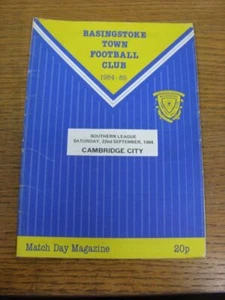 BASINGSTOKE
TOWN
FOOTBALL
CLUB
1984-85
SOUTHERN LEAGUE
SATURDAY, 22nd SEPTEMBER, 1984
CAMBRIDGE CITY
Match Day Magazine 20p